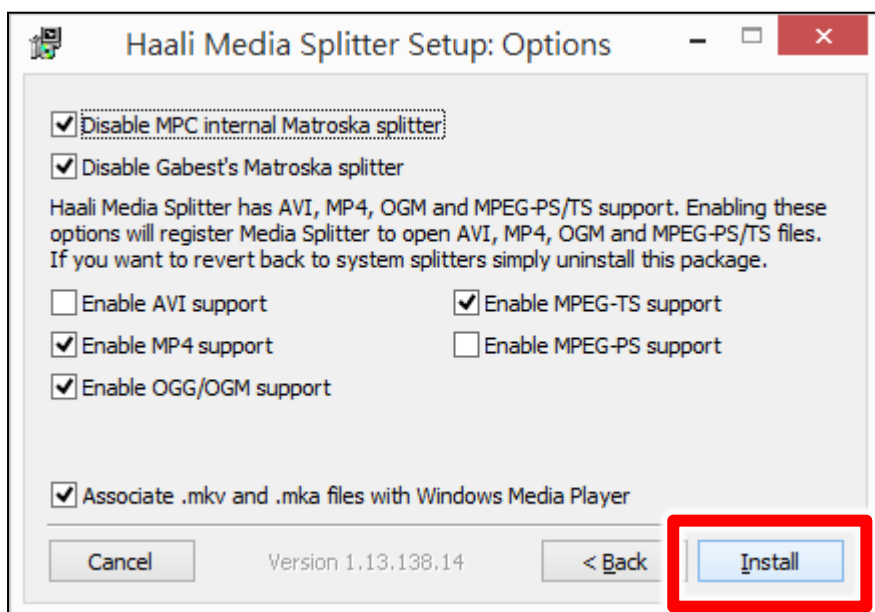 Haali Media Splitter Setup: Options
Disable MPC internal Matroska splitter
Disable Gabest's Matroska splitter
Haali Media Splitter has AVI, MP4, OGM and MPEG-PS/TS support. Enabling these
options will register Media Splitter to open AVI, MP4, OGM and MPEG-PS/TS files.
If you want to revert back to system splitters simply uninstall this package.
Enable AVI support
Enable MPEG-TS support
Enable MP4 support
Enable MPEG-PS support
Enable OGG/OGM support
Associate .mkv and .mka files with Windows Media Player
Cancel
Version 1.13.138.14
< Back
Install